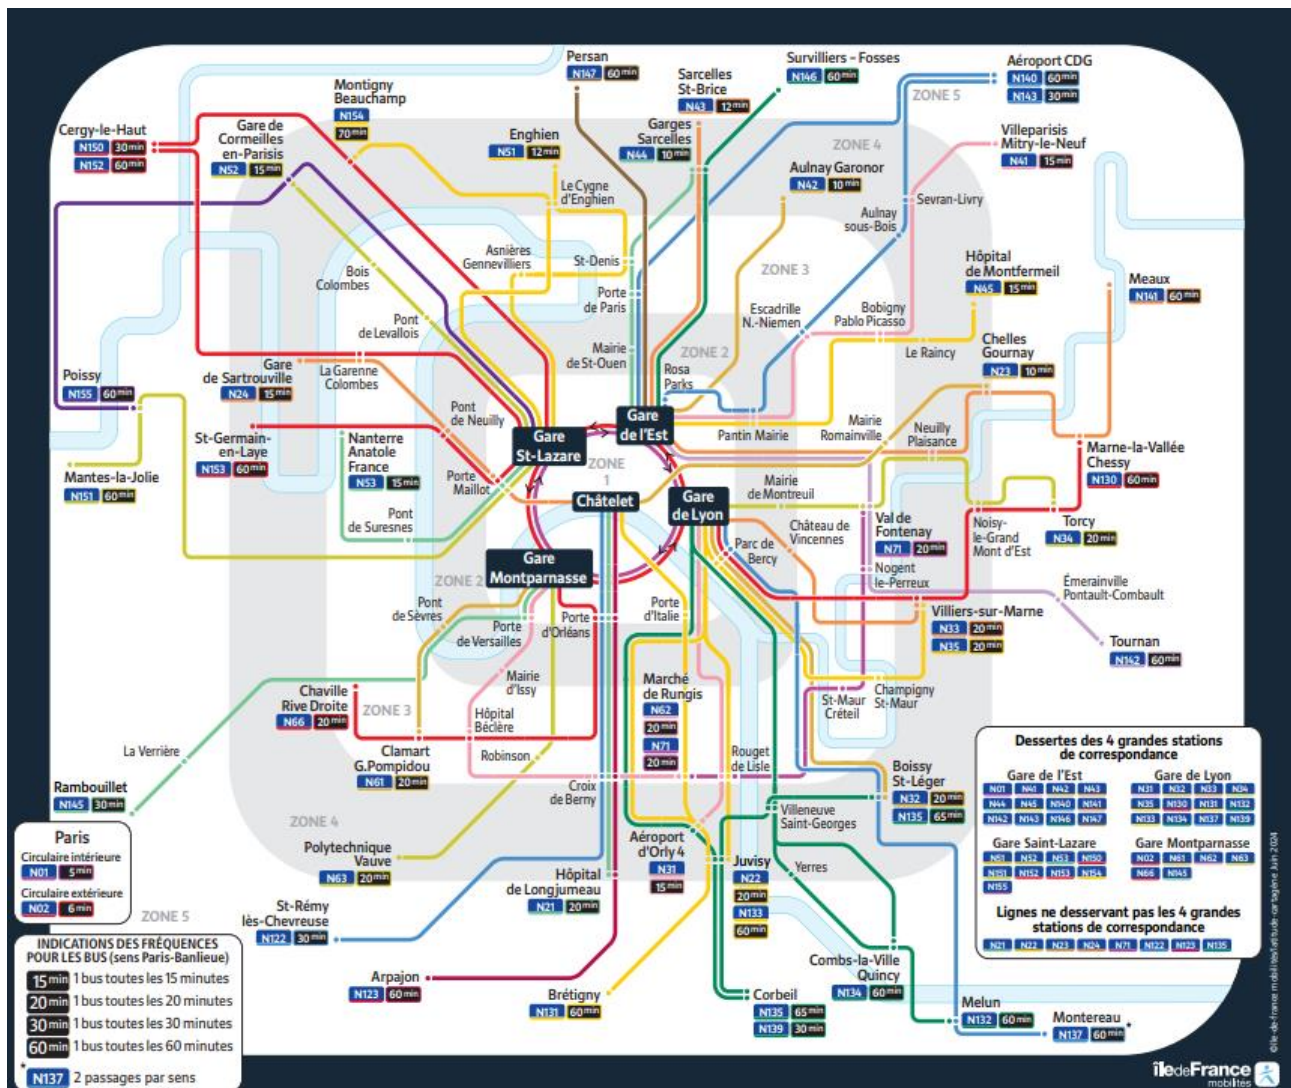 Persan
N147 60min
Survilliers – Fosses
N146 60min
Aéroport CDG
N140 60min
N143 30min
Sarcelles
St-Brice
N43 12min
Montigny
Beauchamp
N154
70min
ZONE 5
Cergy-le-Haut
N150 30min
N152 60min
Gare de
Cormeilles
en-Parisis
N52 15min
Enghien
N51 12min
Garges
Sarcelles
N44 10min
ZONE 4
Villeparisis
Mitry-le-Neuf
N41 15min
Aulnay Garonor
N42 10min
Le Cygne
d'Enghien
Sevran-Livry
Aulnay
sous-Bois
Asnières
Gennevilliers
St-Denis
ZONE 3
Hôpital
de Montfermeil
N45 15min
Bois
Colombes
Porte
de Paris
Meaux
N141 60min
Escadrille
N.-Niemen
Bobigny
Pablo Picasso
Pont
de Levallois
Mairie
de St-Ouen
ZONE 2
Le Raincy
Chelles
Gournay
N23 10min
Gare
de Sartrouville
N24 15min
La Garenne
Colombes
Rosa
Parks
Poissy
N155 60min
Pont
de Neuilly
Gare
de l'Est
Pantin Mairie
Mairie
Romainville
Neuilly
Plaisance
St-Germain-
en-Laye
N153 60min
Nanterre
Anatole
France
N53 15min
Gare
St-Lazare
ZONE
1
Marne-la-Vallée
Chessy
N130 60min
Mantes-la-Jolie
N151 60min
Porte
Maillot
Châtelet
Gare
de Lyon
Mairie
de Montreuil
Pont
de Suresnes
Château de
Vincennes
Val de
Fontenay
N71 20min
Noisy-
le-Grand
Mont d'Est
Torcy
N34 20min
Parc de
Bercy
Gare
Montparnasse
ZONE 2
Nogent
le-Perreux
Émerainville
Pontault-Combault
Pont
de Sèvres
Porte
de Versailles
Porte
d'Orléans
Porte
d'Italie
Villiers-sur-Marne
N33 20min
N35 20min
Tournan
N142 60min
Mairie
d'Issy
Marché
de Rungis
N62
20min
N71
20min
Chaville
Rive Droite
N66 20min
ZONE 3
St-Maur
Créteil
Champigny
St-Maur
Hôpital
Béclère
Clamart
G.Pompidou
N61 20min
Robinson
La Verrière
Rouget
de Lisle
Croix
de Berny
Boissy
St-Léger
N32 20min
N135 65min
Rambouillet
N145 30min
ZONE 4
Villeneuve
Saint-Georges
Polytechnique
Vauve
N63 20min
Aéroport
d'Orly 4
N31
15min
Juvisy
N22
20min
N133
60min
Yerres
Hôpital
de Longjumeau
N21 20min
ZONE 5
St-Rémy
lès-Chevreuse
N122 30min
Arpajon
N123 60min
Brétigny
N131 60min
Combs-la-Ville
Quincy
N134 60min
Corbeil
N135 65min
N139 30min
Melun
N132 60min
Montereau
N137 60min *
Paris
Circulaire intérieure
N01 5min
Circulaire extérieure
N02 6min
INDICATIONS DES FRÉQUENCES
POUR LES BUS (sens Paris-Banlieue)
15min 1 bus toutes les 15 minutes
20min 1 bus toutes les 20 minutes
30min 1 bus toutes les 30 minutes
60min 1 bus toutes les 60 minutes
* N137 2 passages par sens
Dessertes des 4 grandes stations
de correspondance
Gare de l'Est
N01 N41 N42 N43
N44 N45 N140 N141
N142 N143 N146 N147
Gare de Lyon
N31 N32 N33 N34
N35 N130 N131 N132
N133 N134 N137 N139
Gare Saint-Lazare
N51 N52 N53 N150
N151 N152 N153 N154
N155
Gare Montparnasse
N02 N61 N62 N63
N66 N145
Lignes ne desservant pas les 4 grandes
stations de correspondance
N21 N22 N23 N24 N71 N122 N123 N135
île de France
mobilités